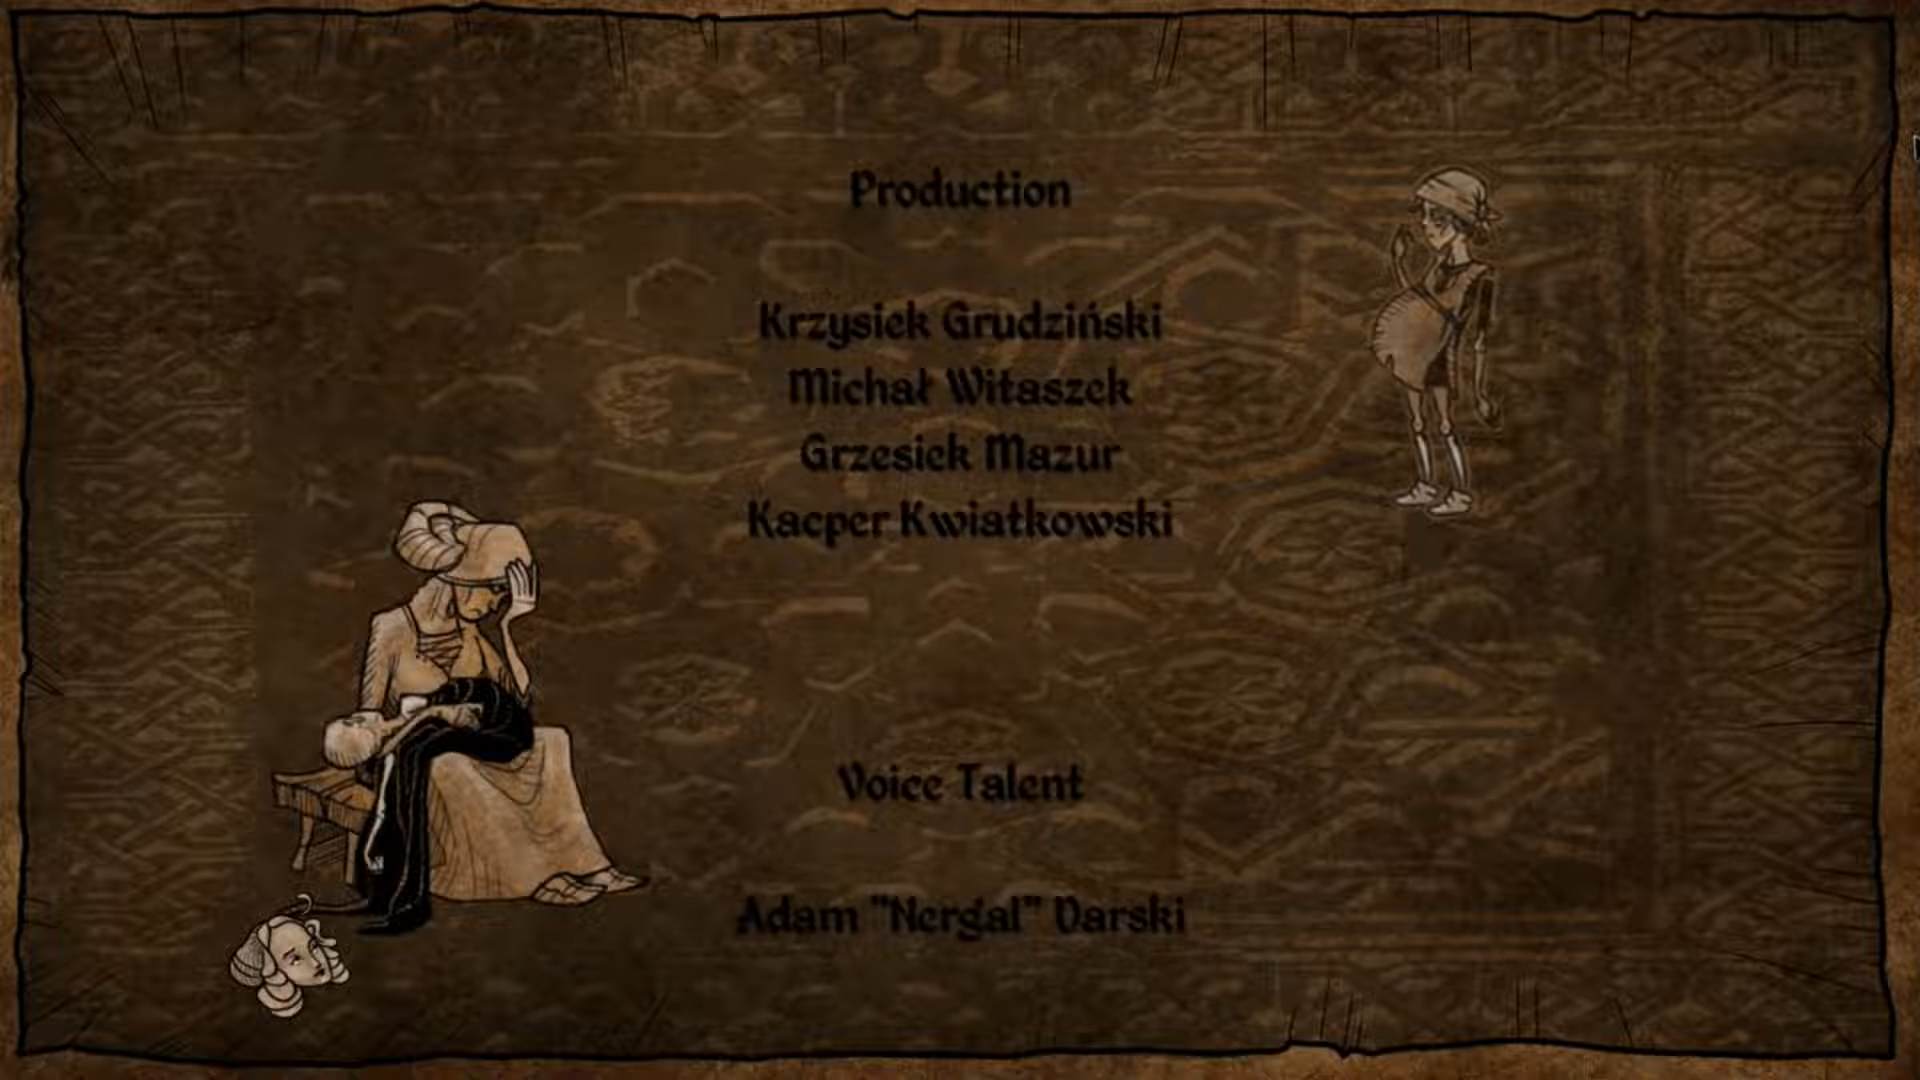 Production
Krzysiek Grudziński
Michał Witaszek
Grzesiek Mazur
Kacper Kwiatkowski
Voice Talent
Adam "Nergal" Darski